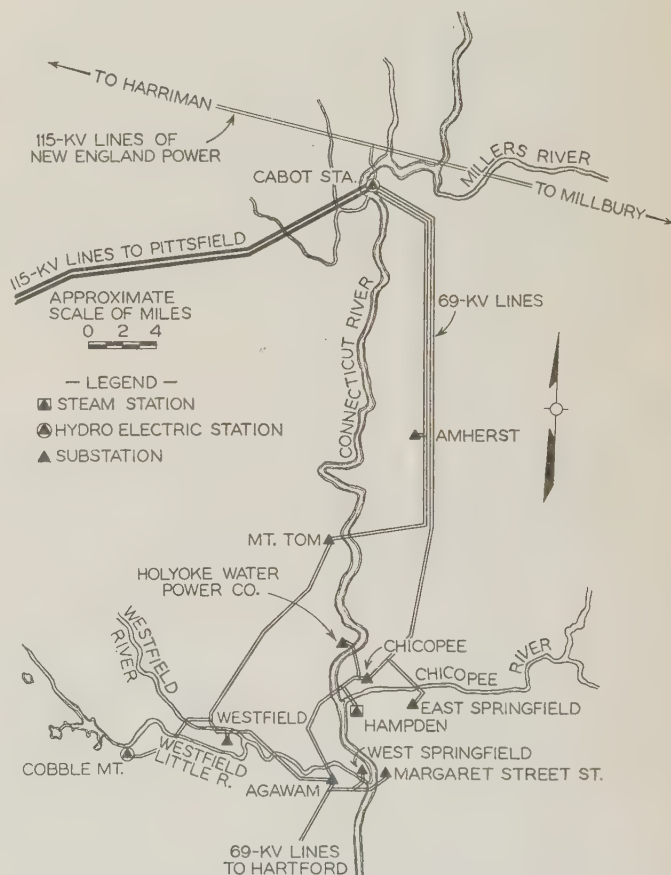 TO HARRIMAN
115-KV LINES OF
NEW ENGLAND POWER
CABOT STA.
MILLERS RIVER
TO MILLBURY
115-KV LINES TO PITTSFIELD
APPROXIMATE
SCALE OF MILES
0 2 4
69-KV LINES
CONNECTICUT RIVER
— LEGEND —
STEAM STATION
HYDRO ELECTRIC STATION
SUBSTATION
AMHERST
MT. TOM
HOLYOKE WATER
POWER CO.
WESTFIELD
RIVER
CHICOPEE
CHICOPEE
RIVER
EAST SPRINGFIELD
HAMPDEN
WESTFIELD
WEST SPRINGFIELD
COBBLE MT.
WESTFIELD
LITTLE R.
AGAWAM
MARGARET STREET ST.
69-KV LINES
TO HARTFORD